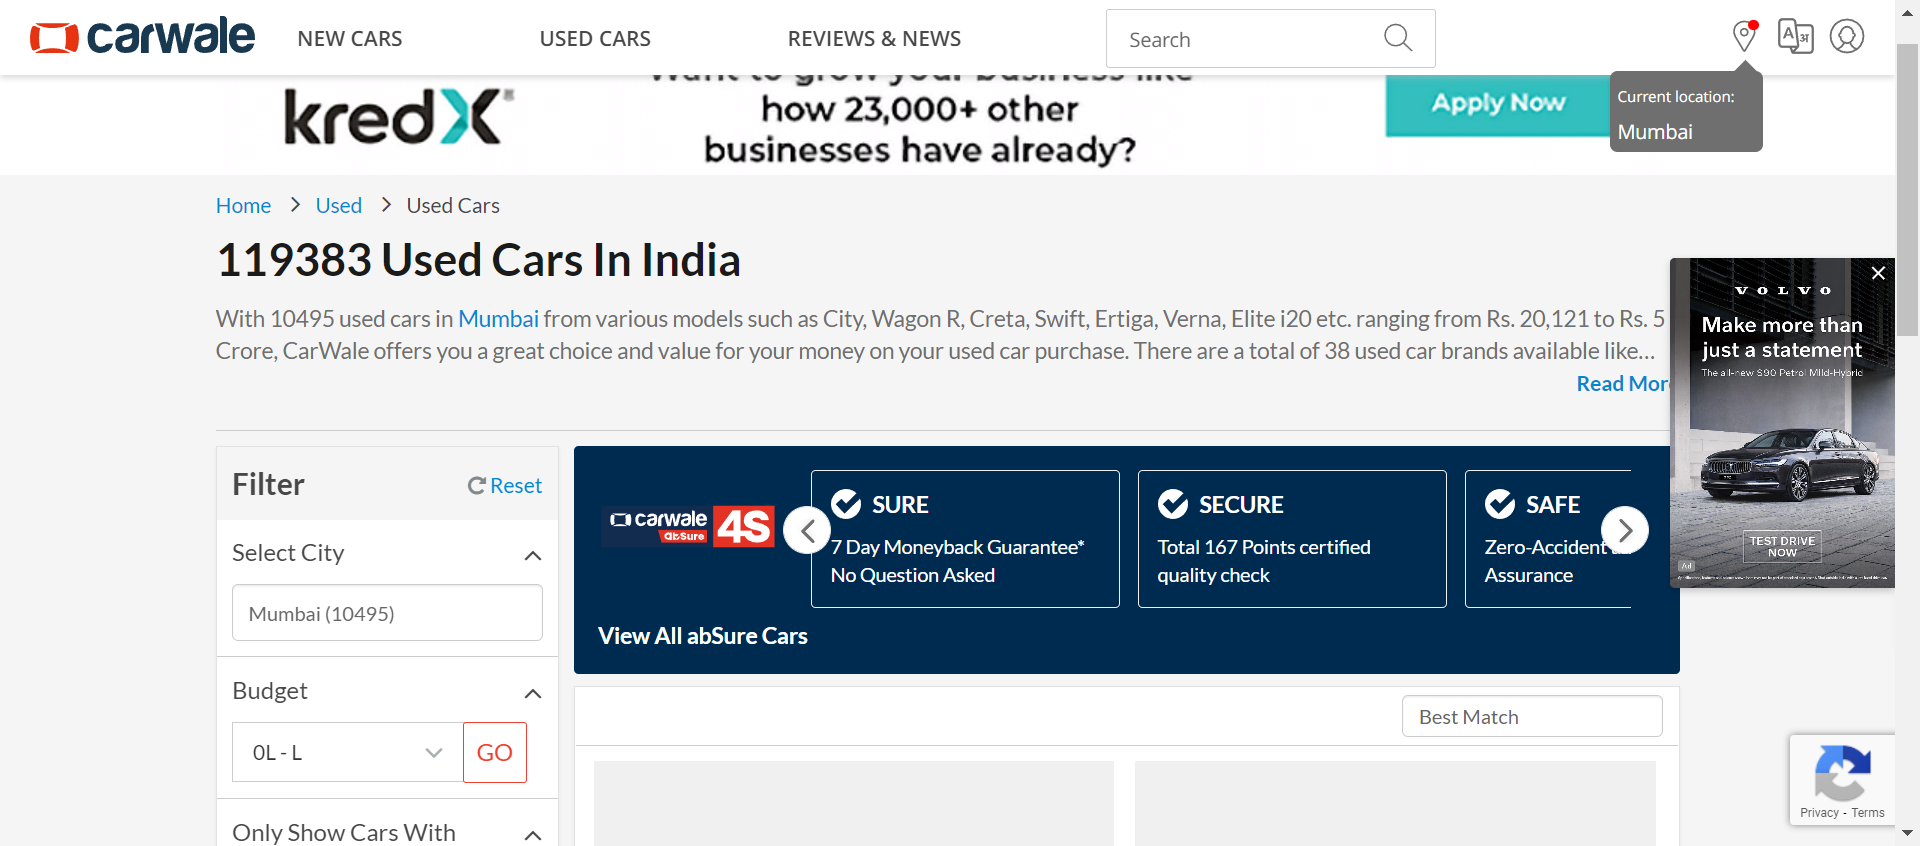 carwale
NEW CARS
USED CARS
REVIEWS & NEWS
Search
A
अ
Current location:
Mumbai
kredX
how 23,000+ other
businesses have already?
Apply Now
Home > Used > Used Cars
119383 Used Cars In India
With 10495 used cars in Mumbai from various models such as City, Wagon R, Creta, Swift, Ertiga, Verna, Elite i20 etc. ranging from Rs. 20,121 to Rs. 5
Crore, CarWale offers you a great choice and value for your money on your used car purchase. There are a total of 38 used car brands available like...
Read More
VOLVO
Make more than
just a statement
The all-new S90 Petrol Mild-Hybrid
TEST DRIVE
NOW
Ad
Filter
Reset
Select City
Mumbai (10495)
Budget
0L - L
GO
Only Show Cars With
carwale
abSure
4S
SURE
7 Day Moneyback Guarantee*
No Question Asked
SECURE
Total 167 Points certified
quality check
SAFE
Zero-Accident
Assurance
View All abSure Cars
Best Match
Privacy - Terms